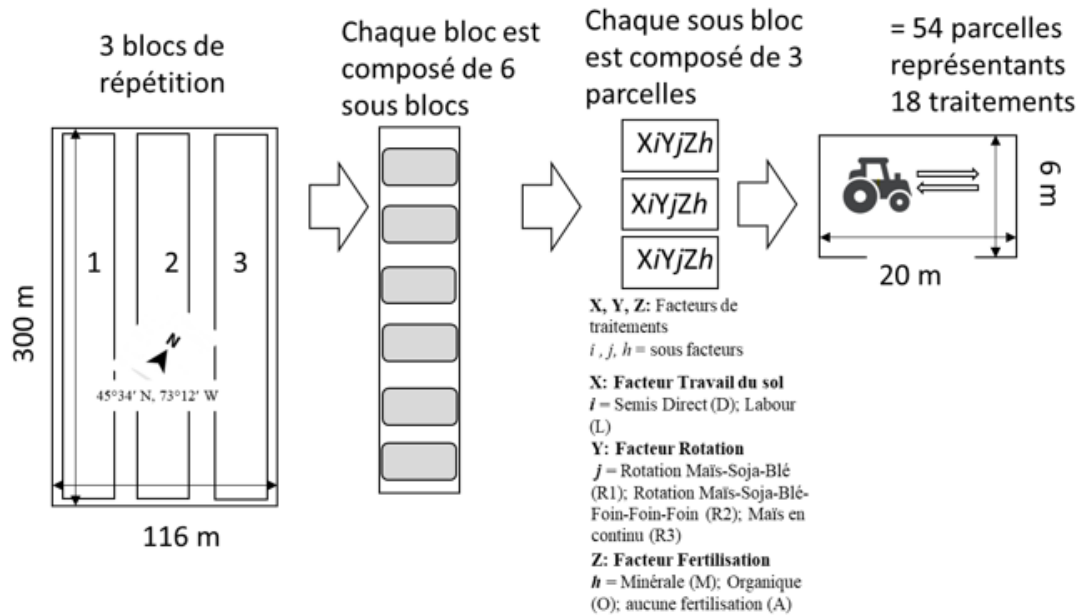 3 blocs de
répétition
Chaque bloc est
composé de 6
sous blocs
Chaque sous bloc
est composé de 3
parcelles
= 54 parcelles
représentants
18 traitements
1
2
3
N
45°34' N, 73°12' W
300 m
116 m
XiYjZh
XiYjZh
XiYjZh
6 m
20 m
X, Y, Z: Facteurs de
traitements
i , j, h = sous facteurs
X: Facteur Travail du sol
i = Semis Direct (D); Labour
(L)
Y: Facteur Rotation
j = Rotation Maïs-Soja-Blé
(R1); Rotation Maïs-Soja-Blé-
Foin-Foin-Foin (R2); Maïs en
continu (R3)
Z: Facteur Fertilisation
h = Minérale (M); Organique
(O); aucune fertilisation (A)